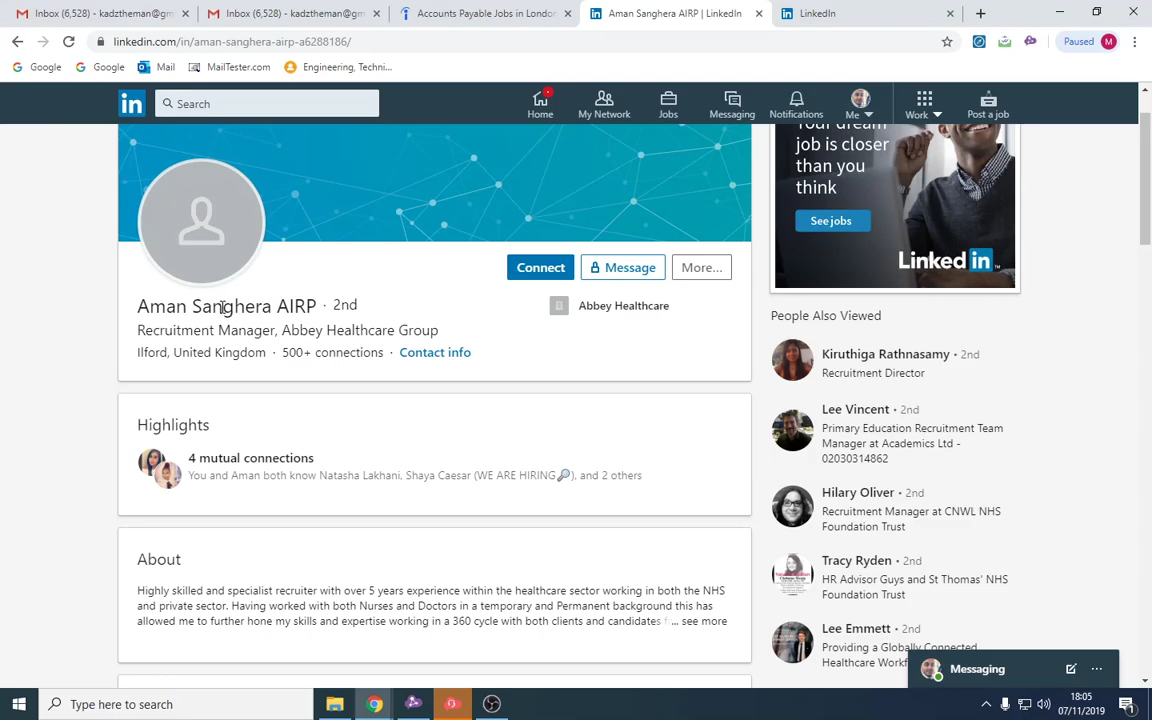 Inbox (6,528) - kadztheman@gm
Inbox (6,528) - kadztheman@gm
Accounts Payable Jobs in London
Aman Sanghera AIRP | LinkedIn
LinkedIn
linkedin.com/in/aman-sanghera-airp-a6288186/
Paused
M
Google
Google
Mail
MailTester.com
Engineering, Techni...
in
Search
Home
My Network
Jobs
Messaging
Notifications
Me
Work
Post a job
Your dream
job is closer
than you
think
See jobs
Linked in
Connect
Message
More...
Aman Sanghera AIRP · 2nd
Abbey Healthcare
Recruitment Manager, Abbey Healthcare Group
Ilford, United Kingdom · 500+ connections · Contact info
Highlights
4 mutual connections
You and Aman both know Natasha Lakhani, Shaya Caesar (WE ARE HIRING🔎), and 2 others
About
Highly skilled and specialist recruiter with over 5 years experience within the healthcare sector working in both the NHS
and private sector. Having worked with both Nurses and Doctors in a temporary and Permanent background this has
allowed me to further hone my skills and expertise working in a 360 cycle with both clients and candidates ... see more
People Also Viewed
Kiruthiga Rathnasamy • 2nd
Recruitment Director
Lee Vincent • 2nd
Primary Education Recruitment Team
Manager at Academics Ltd -
02030314862
Hilary Oliver • 2nd
Recruitment Manager at CNWL NHS
Foundation Trust
Tracy Ryden • 2nd
HR Advisor Guys and St Thomas' NHS
Foundation Trust
Lee Emmett • 2nd
Providing a Globally Connected
Healthcare
Messaging
Type here to search
18:05
07/11/2019
1